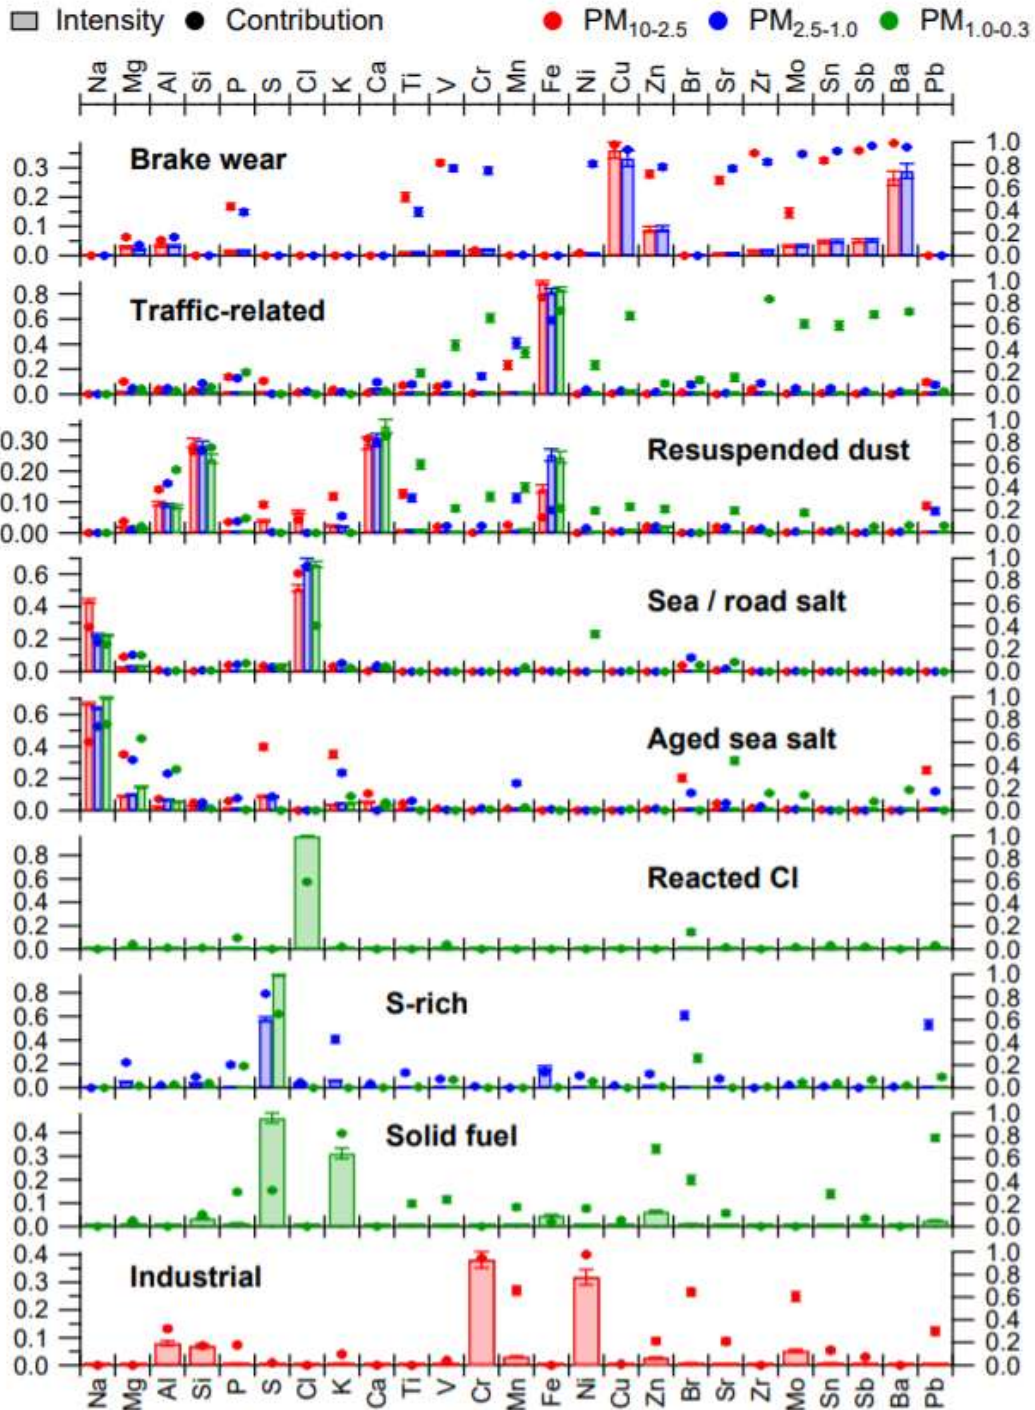 Intensity Contribution PM10-2.5 PM2.5-1.0 PM1.0-0.3
Na Mg Al Si P S Cl K Ca Ti V Cr Mn Fe Ni Cu Zn Br Sr Zr Mo Sn Sb Ba Pb
Brake wear
0.3 0.2 0.1 0.0
1.0 0.8 0.6 0.4 0.2 0.0
Traffic-related
0.8 0.6 0.4 0.2 0.0
1.0 0.8 0.6 0.4 0.2 0.0
Resuspended dust
0.30 0.20 0.10 0.00
1.0 0.8 0.6 0.4 0.2 0.0
Sea / road salt
0.6 0.4 0.2 0.0
1.0 0.8 0.6 0.4 0.2 0.0
Aged sea salt
0.6 0.4 0.2 0.0
1.0 0.8 0.6 0.4 0.2 0.0
Reacted Cl
0.8 0.6 0.4 0.2 0.0
1.0 0.8 0.6 0.4 0.2 0.0
S-rich
0.8 0.6 0.4 0.2 0.0
1.0 0.8 0.6 0.4 0.2 0.0
Solid fuel
0.4 0.3 0.2 0.1 0.0
1.0 0.8 0.6 0.4 0.2 0.0
Industrial
0.4 0.3 0.2 0.1 0.0
1.0 0.8 0.6 0.4 0.2 0.0
Na Mg Al Si P S Cl K Ca Ti V Cr Mn Fe Ni Cu Zn Br Sr Zr Mo Sn Sb Ba Pb